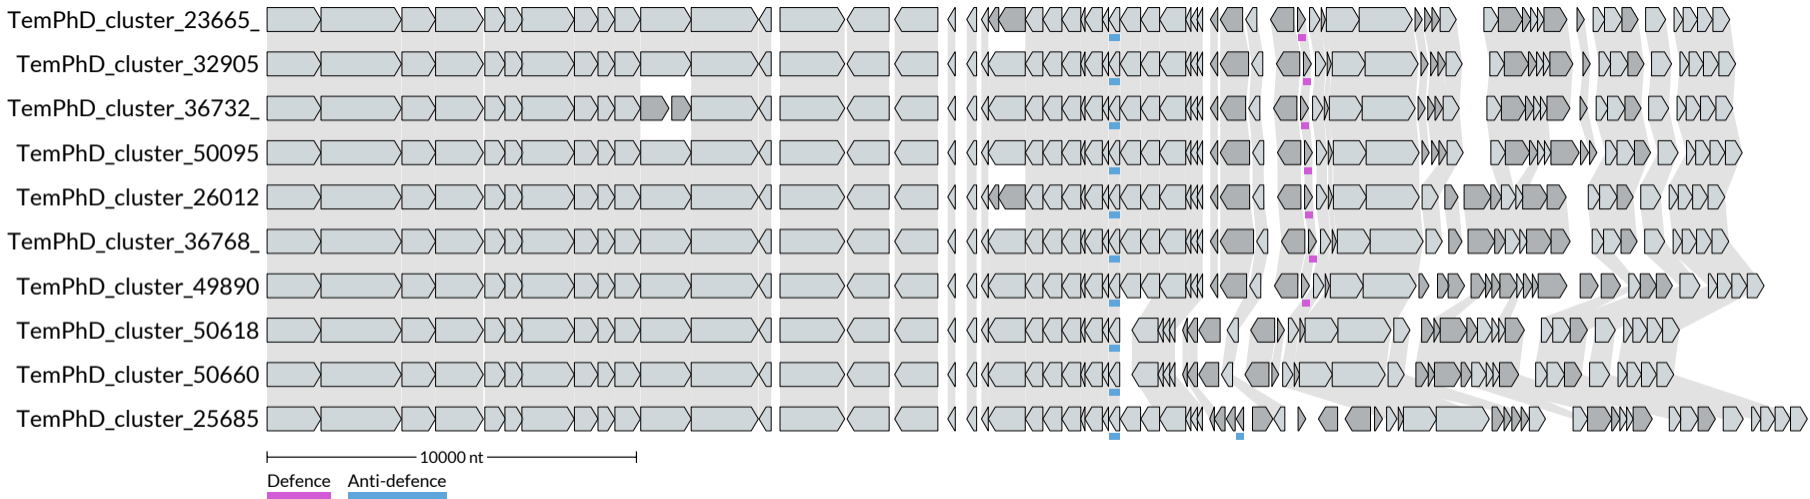 TemPhD_cluster_23665_
TemPhD_cluster_32905
TemPhD_cluster_36732_
TemPhD_cluster_50095
TemPhD_cluster_26012
TemPhD_cluster_36768_
TemPhD_cluster_49890
TemPhD_cluster_50618
TemPhD_cluster_50660
TemPhD_cluster_25685
10000 nt
Defence Anti-defence